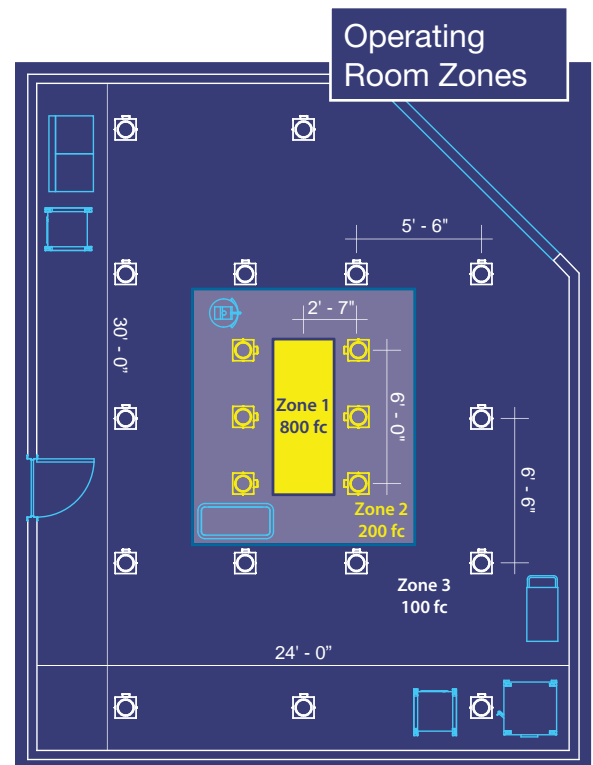 Operating
Room Zones
5' - 6"
2' - 7"
30' - 0"
Zone 1
800 fc
6' - 0"
6' - 6"
Zone 2
200 fc
Zone 3
100 fc
24' - 0”